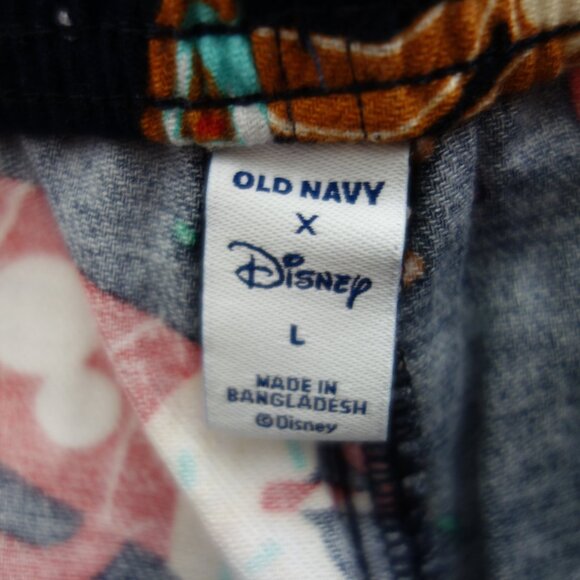 OLD NAVY
X
Disney
L
MADE IN
BANGLADESH
©Disney